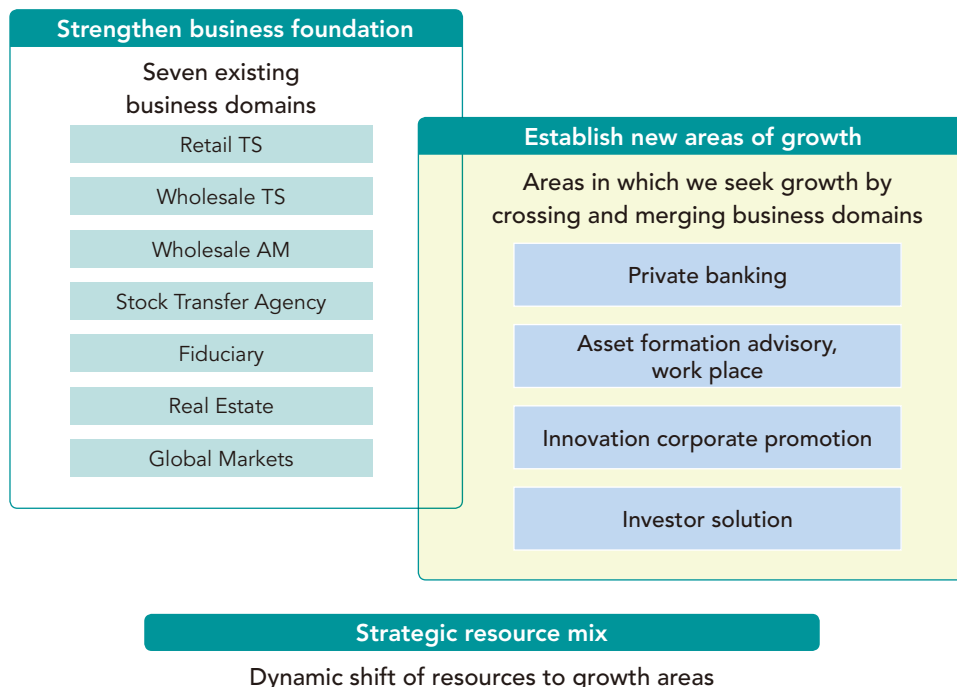 Strengthen business foundation
Seven existing
business domains
Retail TS
Wholesale TS
Wholesale AM
Stock Transfer Agency
Fiduciary
Real Estate
Global Markets
Establish new areas of growth
Areas in which we seek growth by
crossing and merging business domains
Private banking
Asset formation advisory,
work place
Innovation corporate promotion
Investor solution
Strategic resource mix
Dynamic shift of resources to growth areas